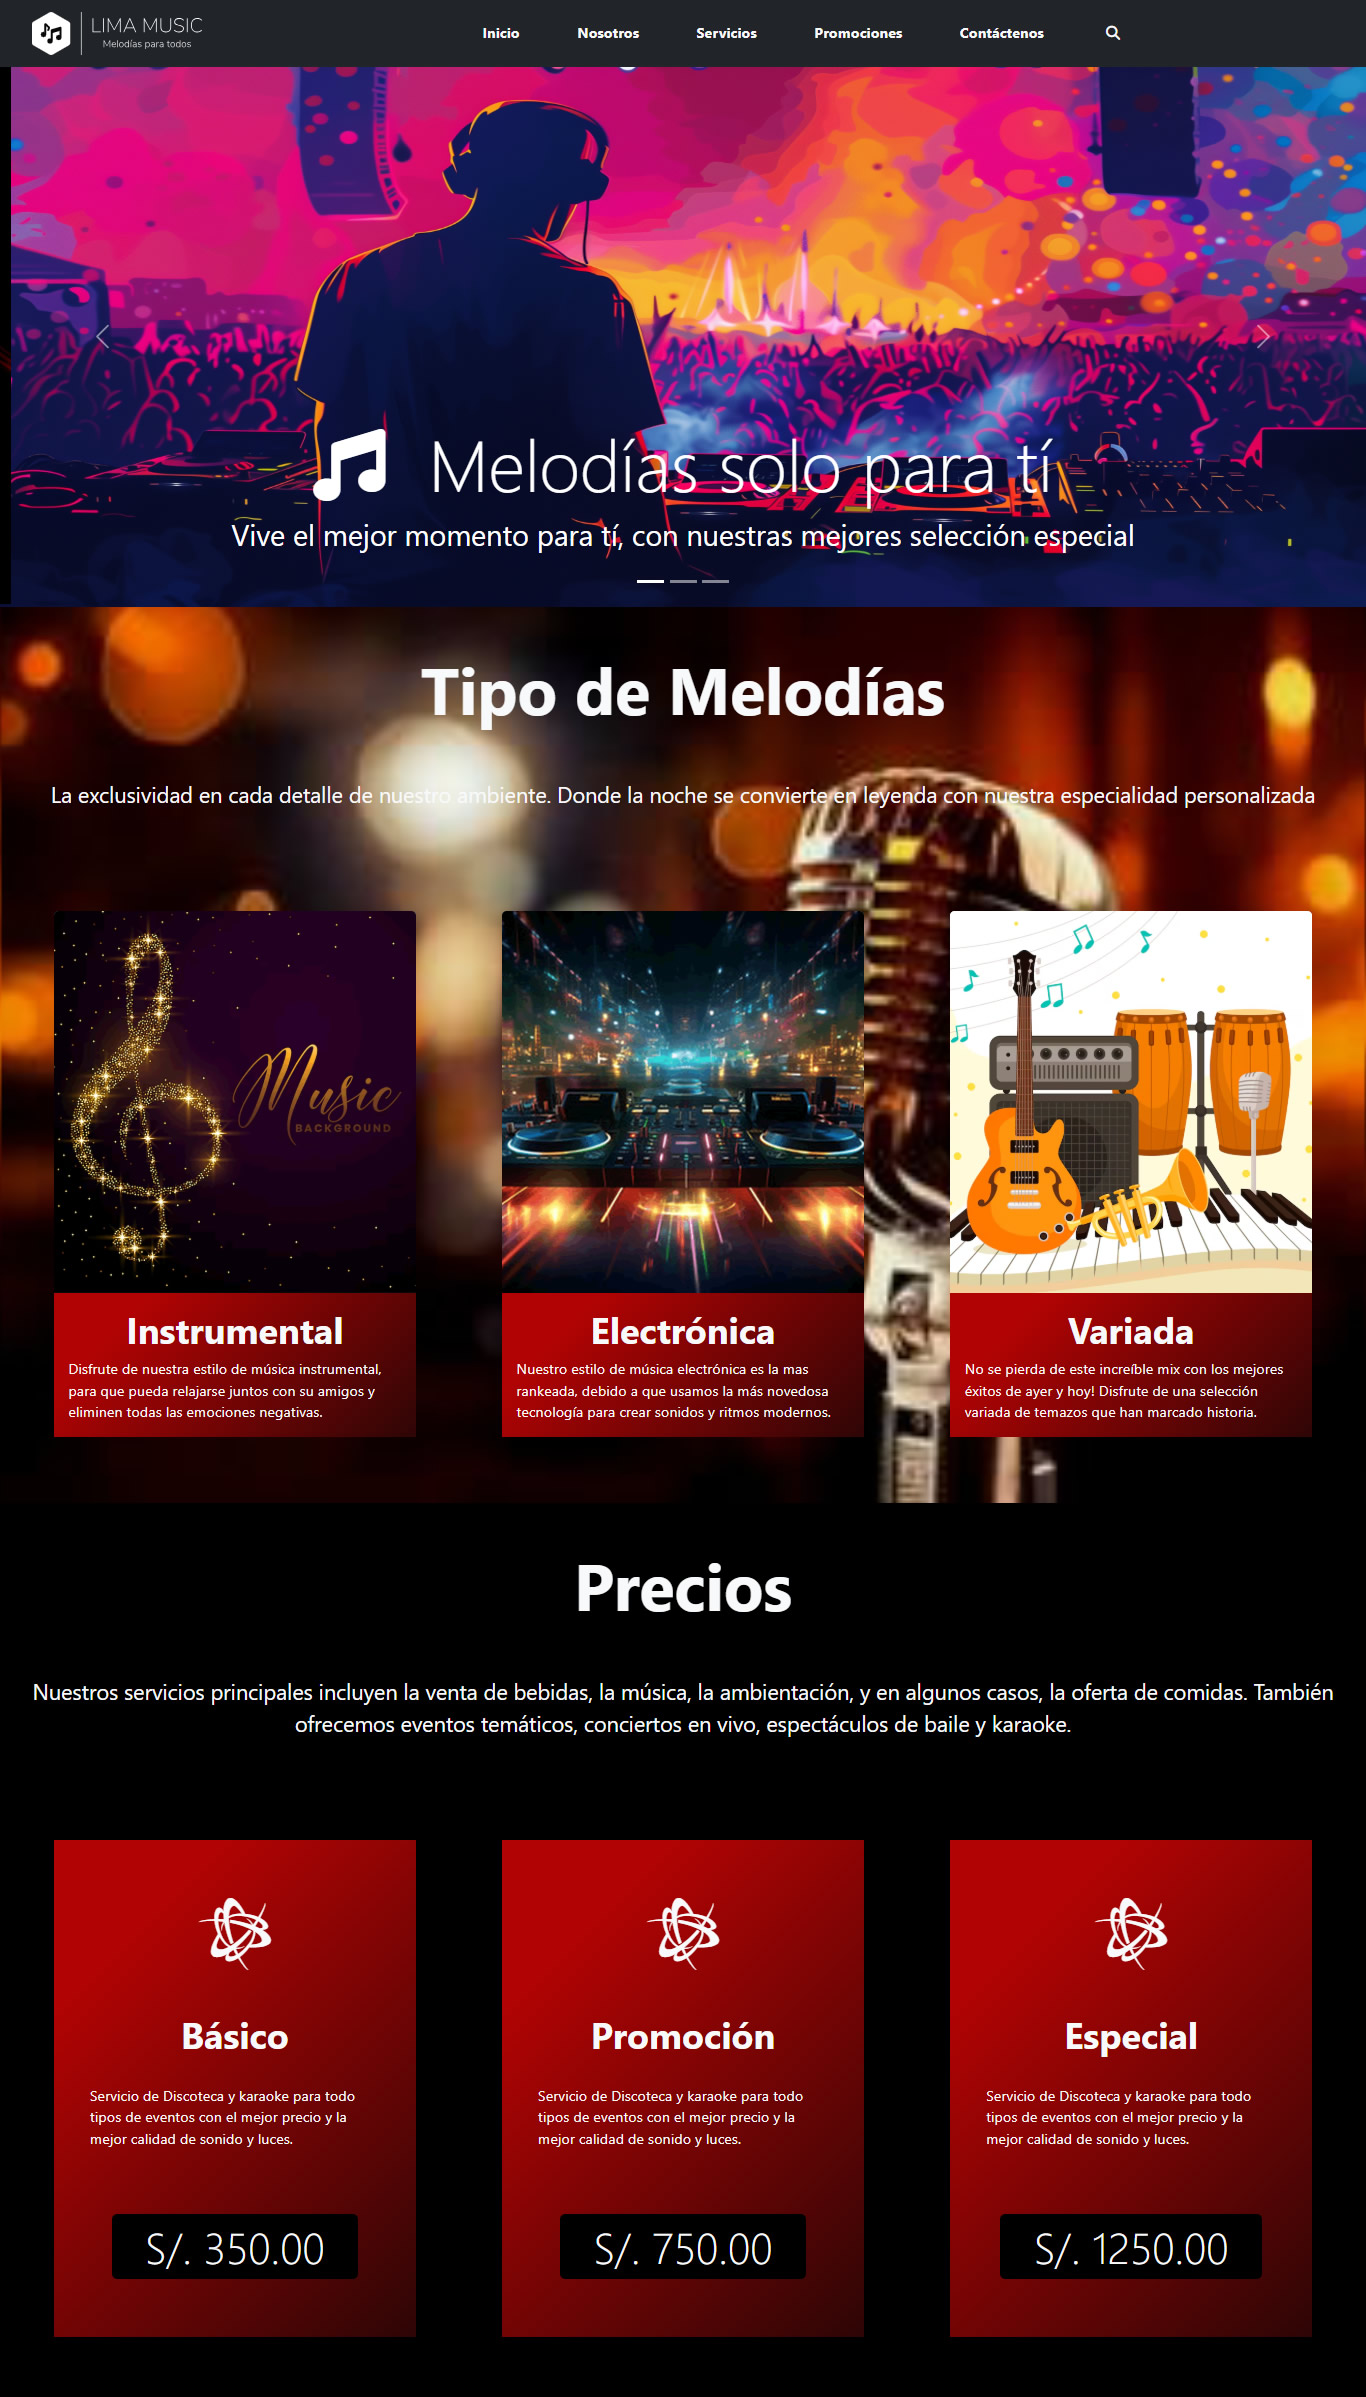 LIMA MUSIC
Melodías para todos
Inicio Nosotros Servicios Promociones Contáctenos
Melodías solo para tí
Vive el mejor momento para tí, con nuestras mejores selección especial
Tipo de Melodías
La exclusividad en cada detalle de nuestro ambiente. Donde la noche se convierte en leyenda con nuestra especialidad personalizada
Music
BACKGROUND
Instrumental
Disfrute de nuestra estilo de música instrumental,
para que pueda relajarse juntos con su amigos y
eliminen todas las emociones negativas.
Electrónica
Nuestro estilo de música electrónica es la mas
rankeada, debido a que usamos la más novedosa
tecnología para crear sonidos y ritmos modernos.
Variada
No se pierda de este increíble mix con los mejores
éxitos de ayer y hoy! Disfrute de una selección
variada de temazos que han marcado historia.
Precios
Nuestros servicios principales incluyen la venta de bebidas, la música, la ambientación, y en algunos casos, la oferta de comidas. También
ofrecemos eventos temáticos, conciertos en vivo, espectáculos de baile y karaoke.
Básico
Servicio de Discoteca y karaoke para todo
tipos de eventos con el mejor precio y la
mejor calidad de sonido y luces.
S/. 350.00
Promoción
Servicio de Discoteca y karaoke para todo
tipos de eventos con el mejor precio y la
mejor calidad de sonido y luces.
S/. 750.00
Especial
Servicio de Discoteca y karaoke para todo
tipos de eventos con el mejor precio y la
mejor calidad de sonido y luces.
S/. 1250.00